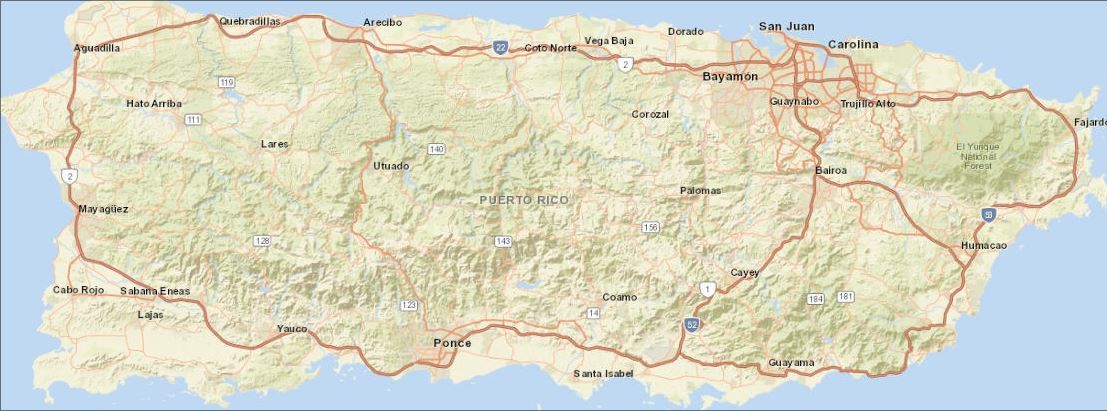 San Juan
Quebradillas
Arecibo
Dorado
Vega Baja
Carolina
Aguadilla
22
Coto Norte
2
Bayamón
119
Hato Arriba
Guaynabo
Trujillo Alto
111
Corozal
Fajardo
Lares
140
El Yunque
National
Forest
Utuado
2
Bairoa
Palomas
PUERTO RICO
Mayagüez
53
156
128
143
Humacao
Cayey
Cabo Rojo
Sabana Eneas
1
Coamo
184
181
123
Lajas
14
52
Yauco
Ponce
Guayama
Santa Isabel